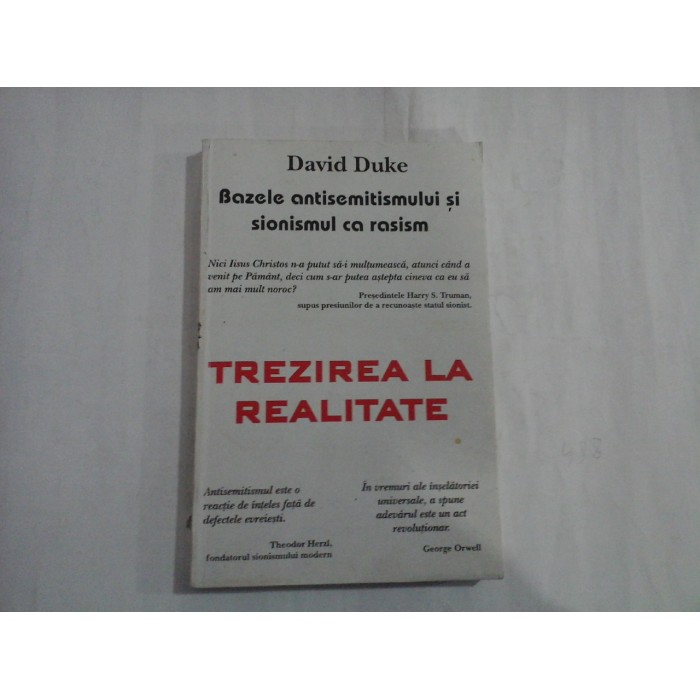 David Duke
Bazele antisemitismului și
sionismul ca rasism
Nici Iisus Christos n-a putut să-i mulțumească, atunci când a
venit pe Pământ, deci cum s-ar putea aștepta cineva ca eu să
am mai mult noroc?
Președintele Harry S. Truman,
supus presiunilor de a recunoaște statul sionist.
TREZIREA LA
REALITATE
Antisemitismul este o
reacție de înțeles față de
defectele evreiești.
Theodor Herzl,
fondatorul sionismului modern
În vremuri ale înșelătoriei
universale, a spune
adevărul este un act
revoluționar.
George Orwell